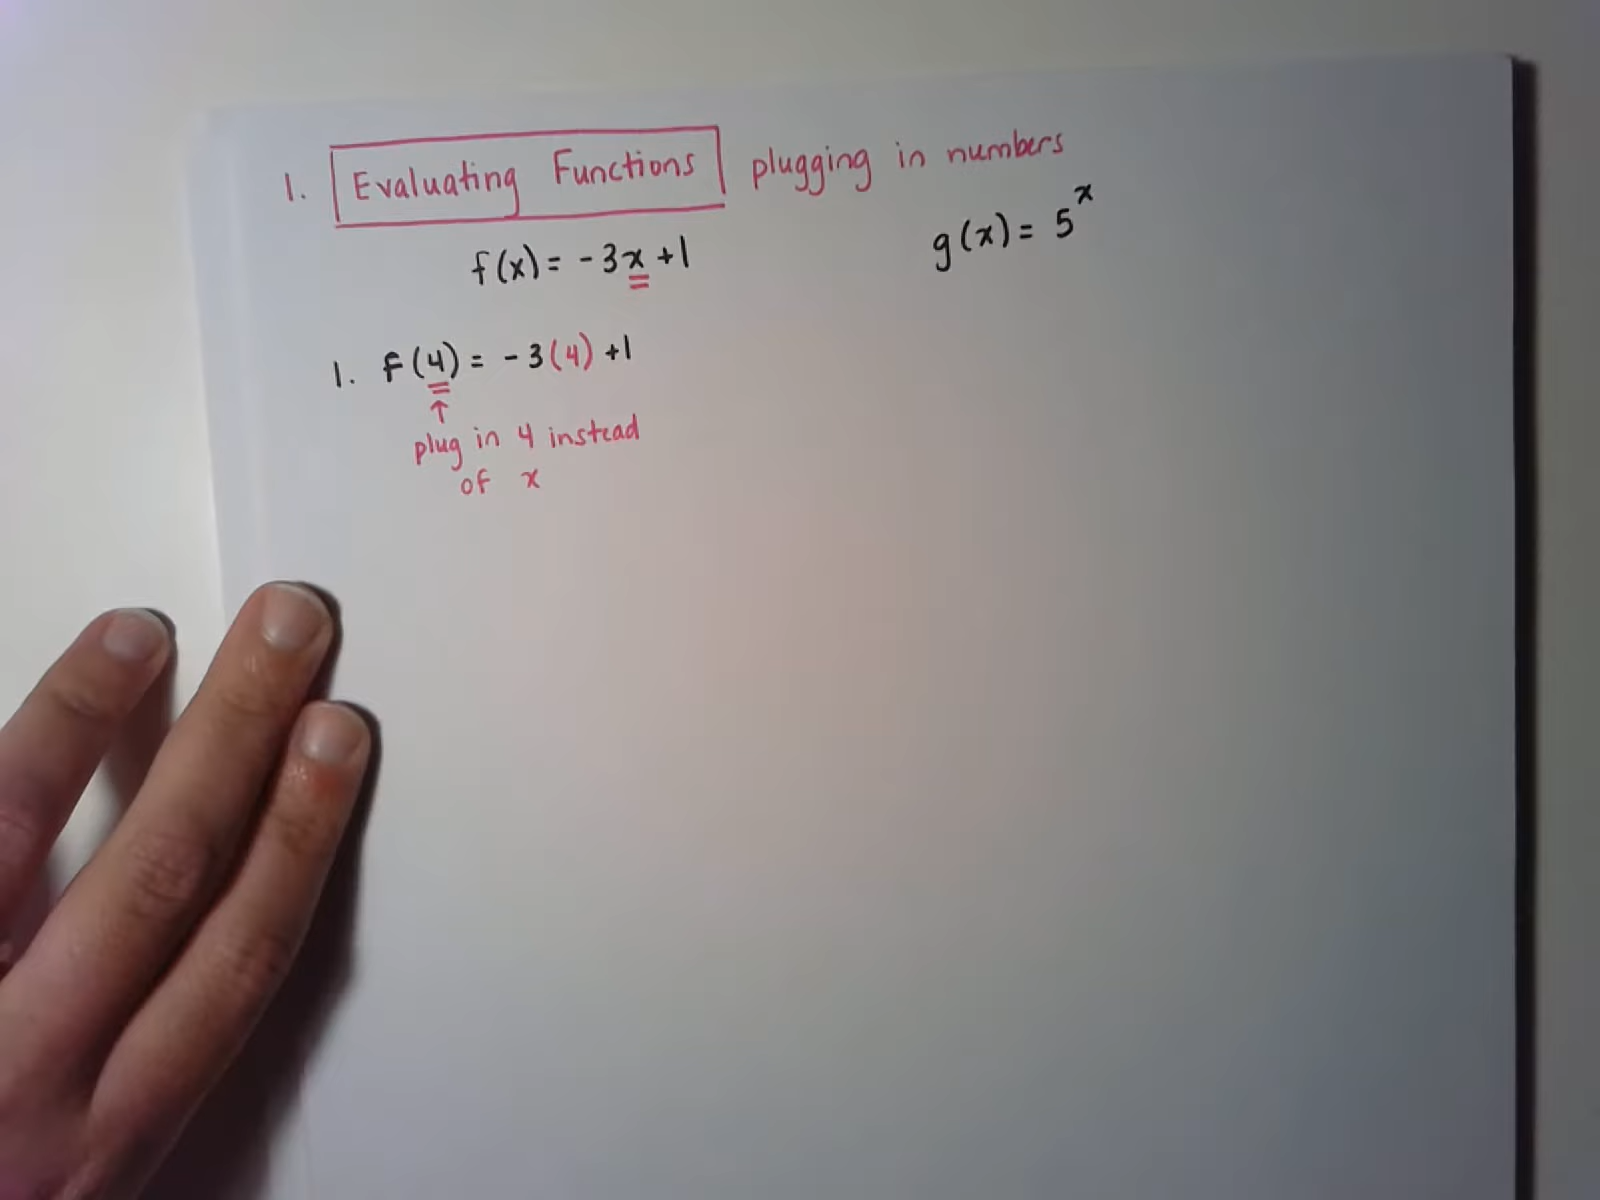 1. Evaluating Functions plugging in numbers
f(x) = -3x + 1
g(x) = 5^x
1. F(4) = -3(4) + 1
↑
plug in 4 instead
of x